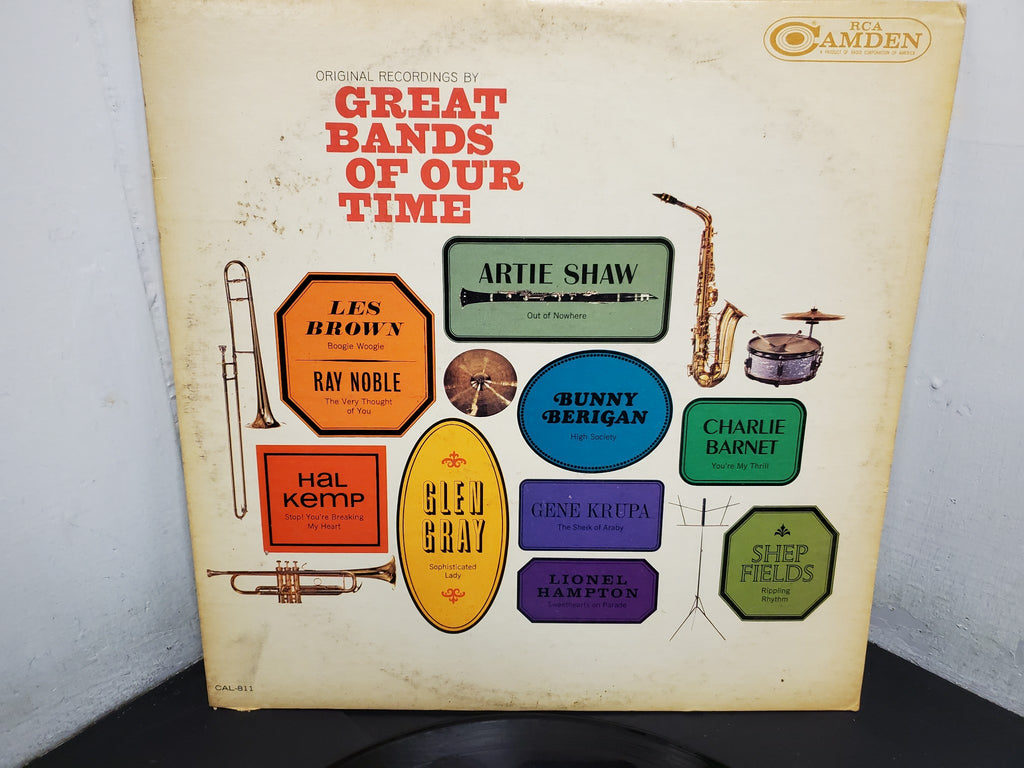 RCA
CAMDEN
A PRODUCT OF RADIO CORPORATION OF AMERICA
ORIGINAL RECORDINGS BY
GREAT
BANDS
OF OUR
TIME
ARTIE SHAW
Out of Nowhere
LES
BROWN
Boogie Woogie
RAY NOBLE
The Very Thought
of You
BUNNY
BERIGAN
High Society
CHARLIE
BARNET
You're My Thrill
HaL
Kemp
Stop! You're Breaking
My Heart
GLEN
GRAY
Sophisticated
Lady
GENE KRUPA
The Sheik of Araby
LIONEL
HAMPTON
Sweethearts on Parade
SHEP
FIELDS
Rippling
Rhythm
CAL-811